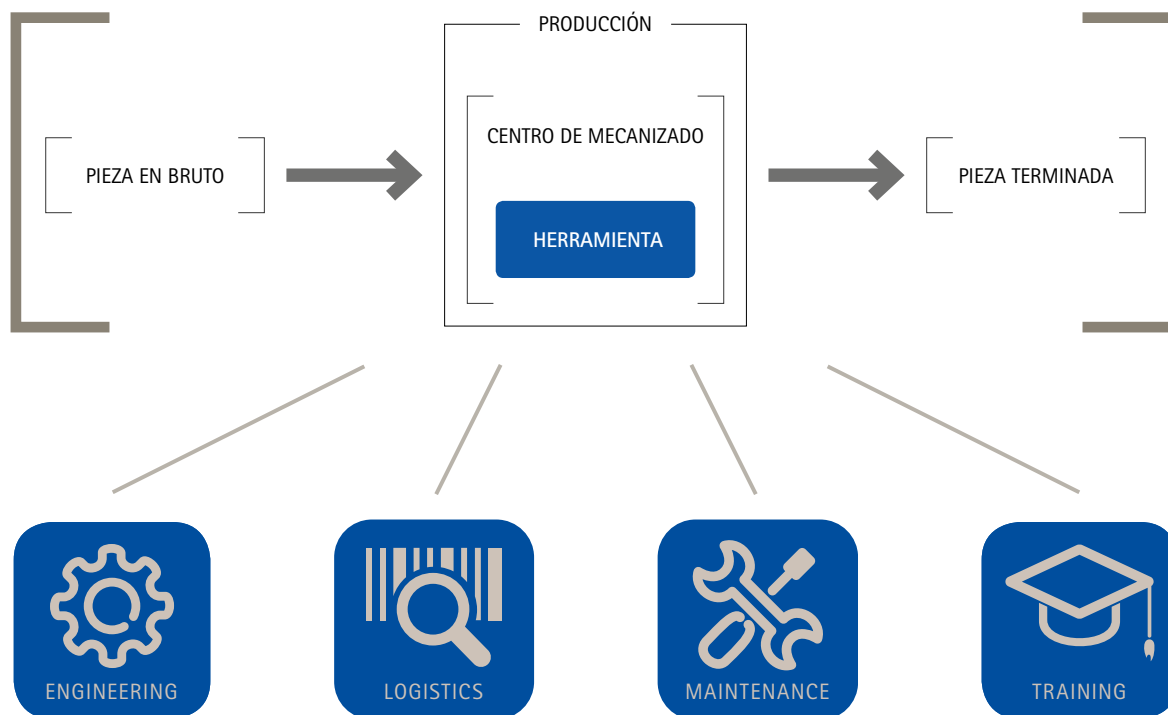 PRODUCCIÓN
CENTRO DE MECANIZADO
PIEZA EN BRUTO
PIEZA TERMINADA
HERRAMIENTA
ENGINEERING
LOGISTICS
MAINTENANCE
TRAINING